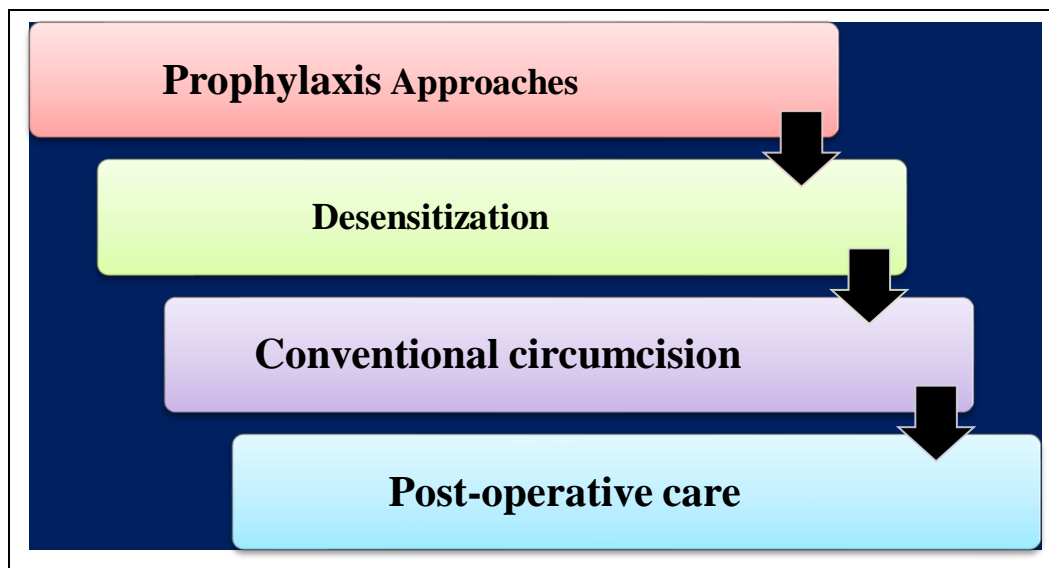 Prophylaxis Approaches
Desensitization
Conventional circumcision
Post-operative care